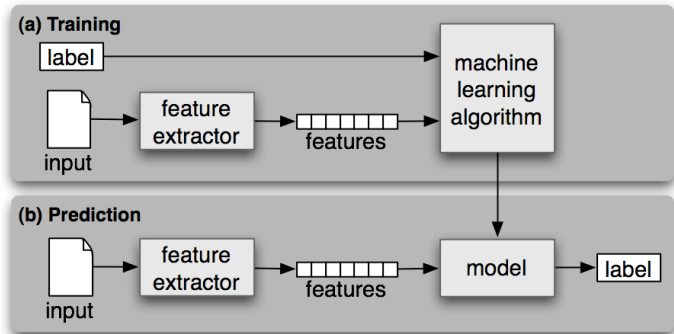 (a) Training
label
machine
learning
algorithm
feature
extractor
features
input
(b) Prediction
feature
extractor
features
model
label
input